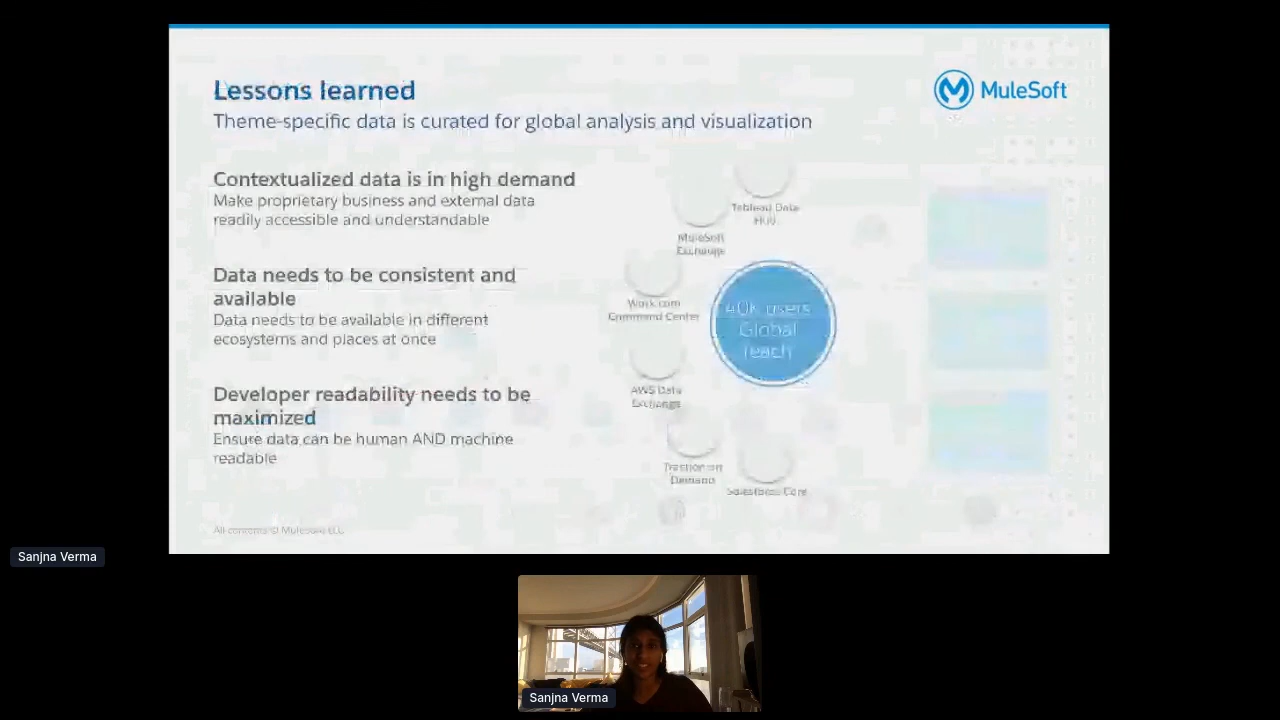 Lessons learned
Theme-specific data is curated for global analysis and visualization
MuleSoft
Contextualized data is in high demand
Make proprietary business and external data
readily accessible and understandable
Data needs to be consistent and
available
Data needs to be available in different
ecosystems and places at once
Developer readability needs to be
maximized
Ensure data can be human AND machine
readable
Tableau Data
Hub
MuleSoft
Exchange
Work.com
Command Center
AWS Data
Exchange
40K users
Global
reach
on
Demand
Salesforce Core
All contents © MuleSoft LLC
Sanjna Verma
Sanjna Verma